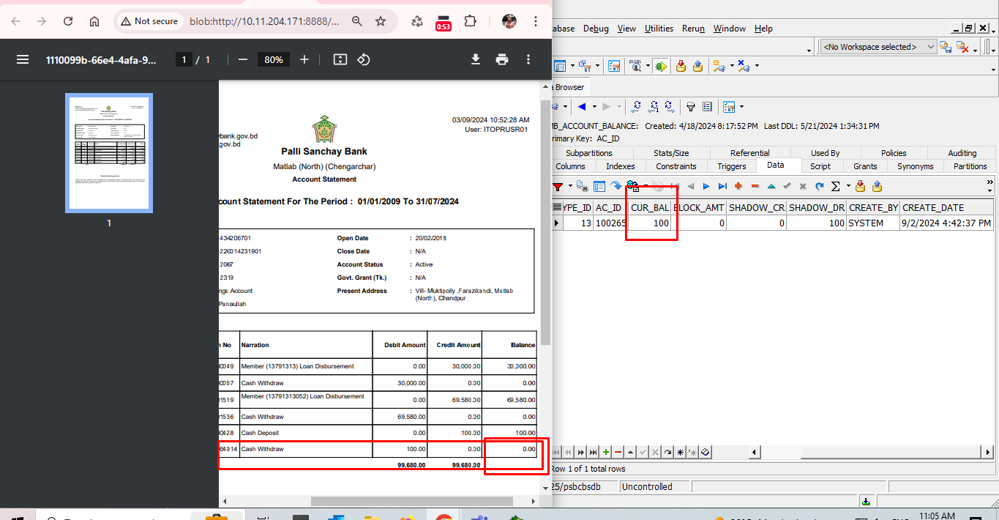 Not secure
blob:http://10.11.204.171:8888/...
0:53
1110099b-66e4-4afa-9...
1 / 1
80%
1
03/09/2024 10:52:28 AM
User: ITOPRUSR01
bank.gov.bd
gov.bd
Palli Sanchay Bank
Matlab (North) (Chengarchar)
Account Statement
count Statement For The Period : 01/01/2009 To 31/07/2024
434206701 Open Date : 20/02/2018
220014231901 Close Date : N/A
2067 Account Status : Active
2319 Govt. Grant (Tk.) : N/A
ngs Account Present Address : Vill- Muktipolly ,Farazikandi, Matlab
(North), Chandpur
Panaullah
No Narration Debit Amount Credit Amount Balance
0049 Member (13791313) Loan Disbursement 0.00 30,000.00 30,000.00
0067 Cash Withdraw 30,000.00 0.00 0.00
1519 Member (13791313052) Loan Disbursement 0.00 69,580.00 69,580.00
1536 Cash Withdraw 69,580.00 0.00 0.00
0428 Cash Deposit 0.00 100.00 100.00
64914 Cash Withdraw 100.00 0.00 0.00
99,680.00 99,680.00
abase Debug View Utilities Rerun Window Help
<No Workspace selected>
a Browser
MB_ACCOUNT_BALANCE: Created: 4/18/2024 8:17:52 PM Last DDL: 5/21/2024 1:34:31 PM
rimary Key: AC_ID
Subpartitions Stats/Size Referential Used By Policies Auditing
Columns Indexes Constraints Triggers Data Script Grants Synonyms Partitions
YPE_ID AC_ID CUR_BAL BLOCK_AMT SHADOW_CR SHADOW_DR CREATE_BY CREATE_DATE
13 100265 100 0 0 100 SYSTEM 9/2/2024 4:42:37 PM
Row 1 of 1 total rows
25/psbcbsdb Uncontrolled
11:05 AM